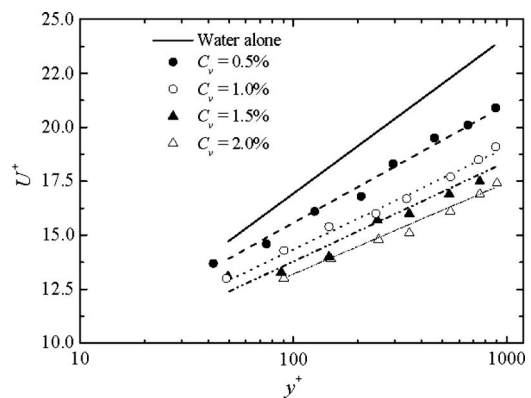 25.0
22.5
20.0
17.5
15.0
12.5
10.0
U+
Water alone
Cv = 0.5%
Cv = 1.0%
Cv = 1.5%
Cv = 2.0%
10
100
1000
y+